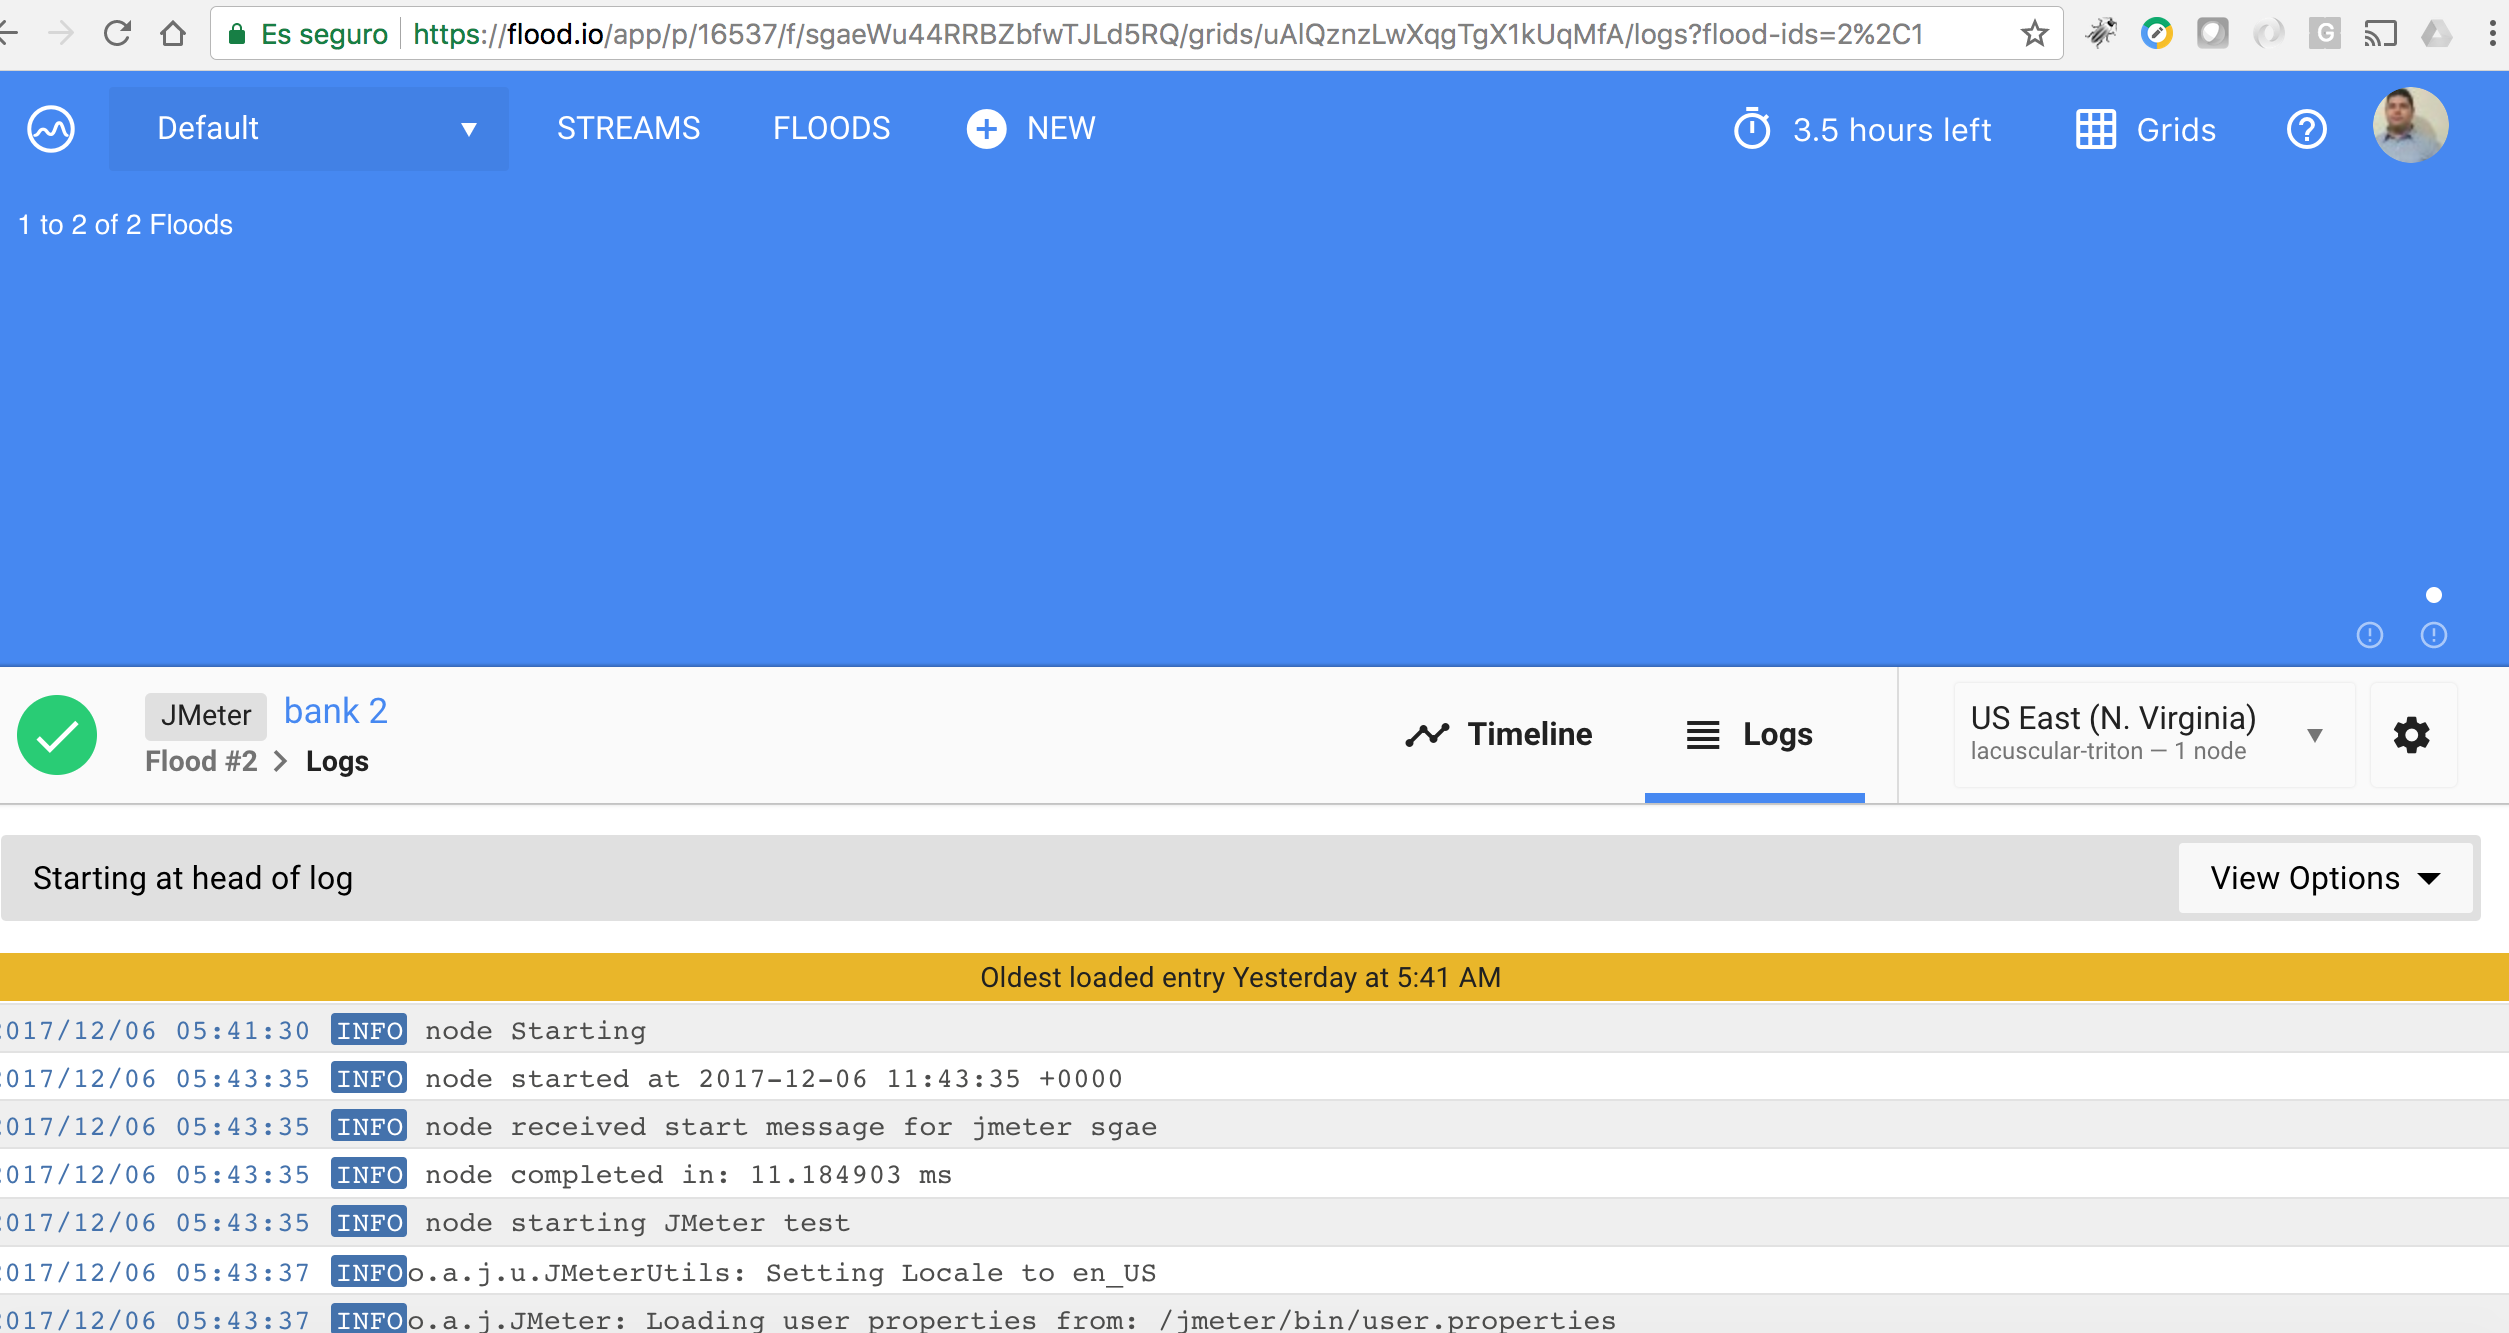 Es seguro https://flood.io/app/p/16537/f/sgaeWu44RRBZbfwTJLd5RQ/grids/uAlQznzLwXqgTgX1kUqMfA/logs?flood-ids=2%2C1 G
Default STREAMS FLOODS NEW 3.5 hours left Grids
1 to 2 of 2 Floods
JMeter bank 2
Flood #2 > Logs
Timeline
Logs
US East (N. Virginia)
lacuscular-triton — 1 node
Starting at head of log
View Options
Oldest loaded entry Yesterday at 5:41 AM
2017/12/06 05:41:30 INFO node Starting
2017/12/06 05:43:35 INFO node started at 2017-12-06 11:43:35 +0000
2017/12/06 05:43:35 INFO node received start message for jmeter sgae
2017/12/06 05:43:35 INFO node completed in: 11.184903 ms
2017/12/06 05:43:35 INFO node starting JMeter test
2017/12/06 05:43:37 INFO o.a.j.u.JMeterUtils: Setting Locale to en_US
2017/12/06 05:43:37 INFO o.a.j.JMeter: Loading user properties from: /jmeter/bin/user.properties